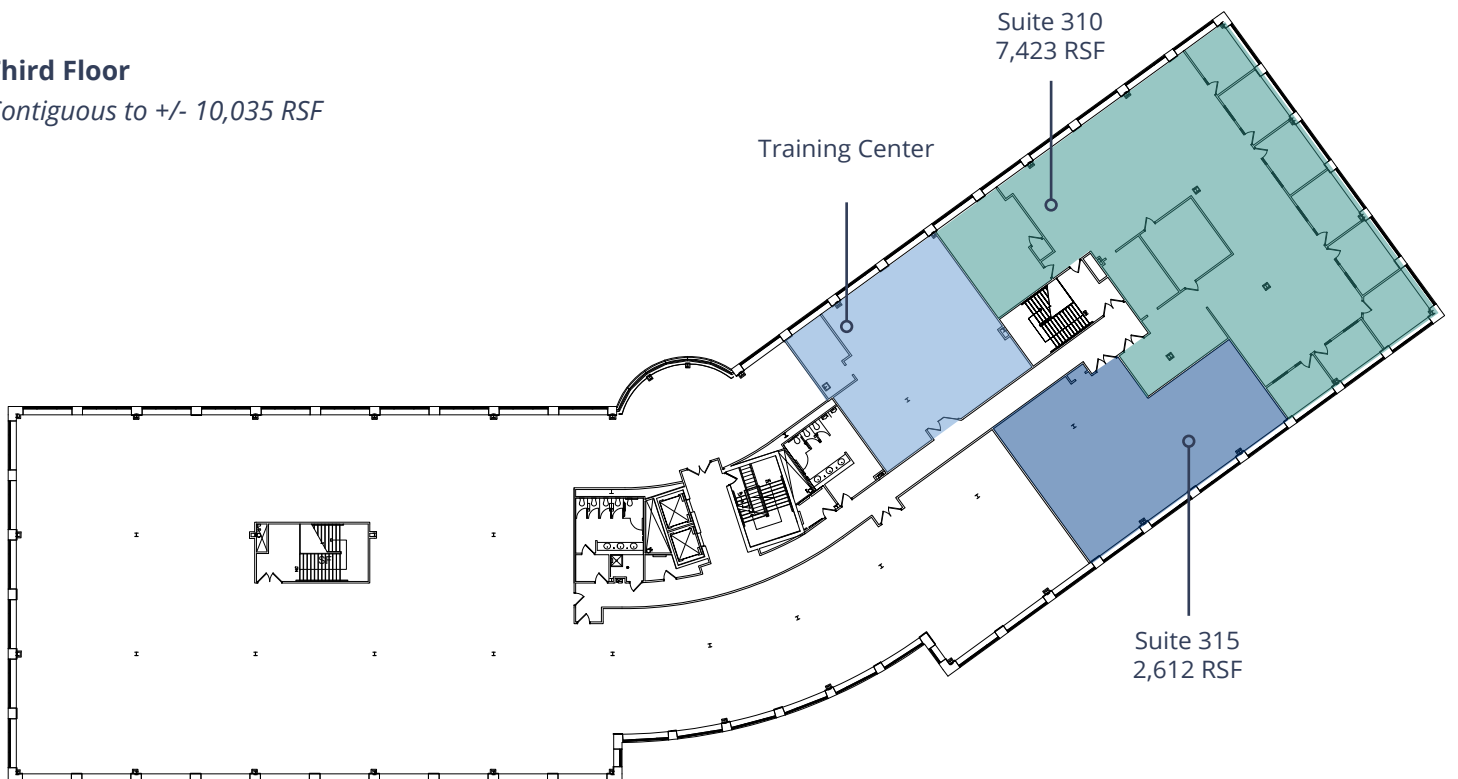 Suite 310
7,423 RSF
hird Floor
ontiguous to +/- 10,035 RSF
Training Center
Suite 315
2,612 RSF